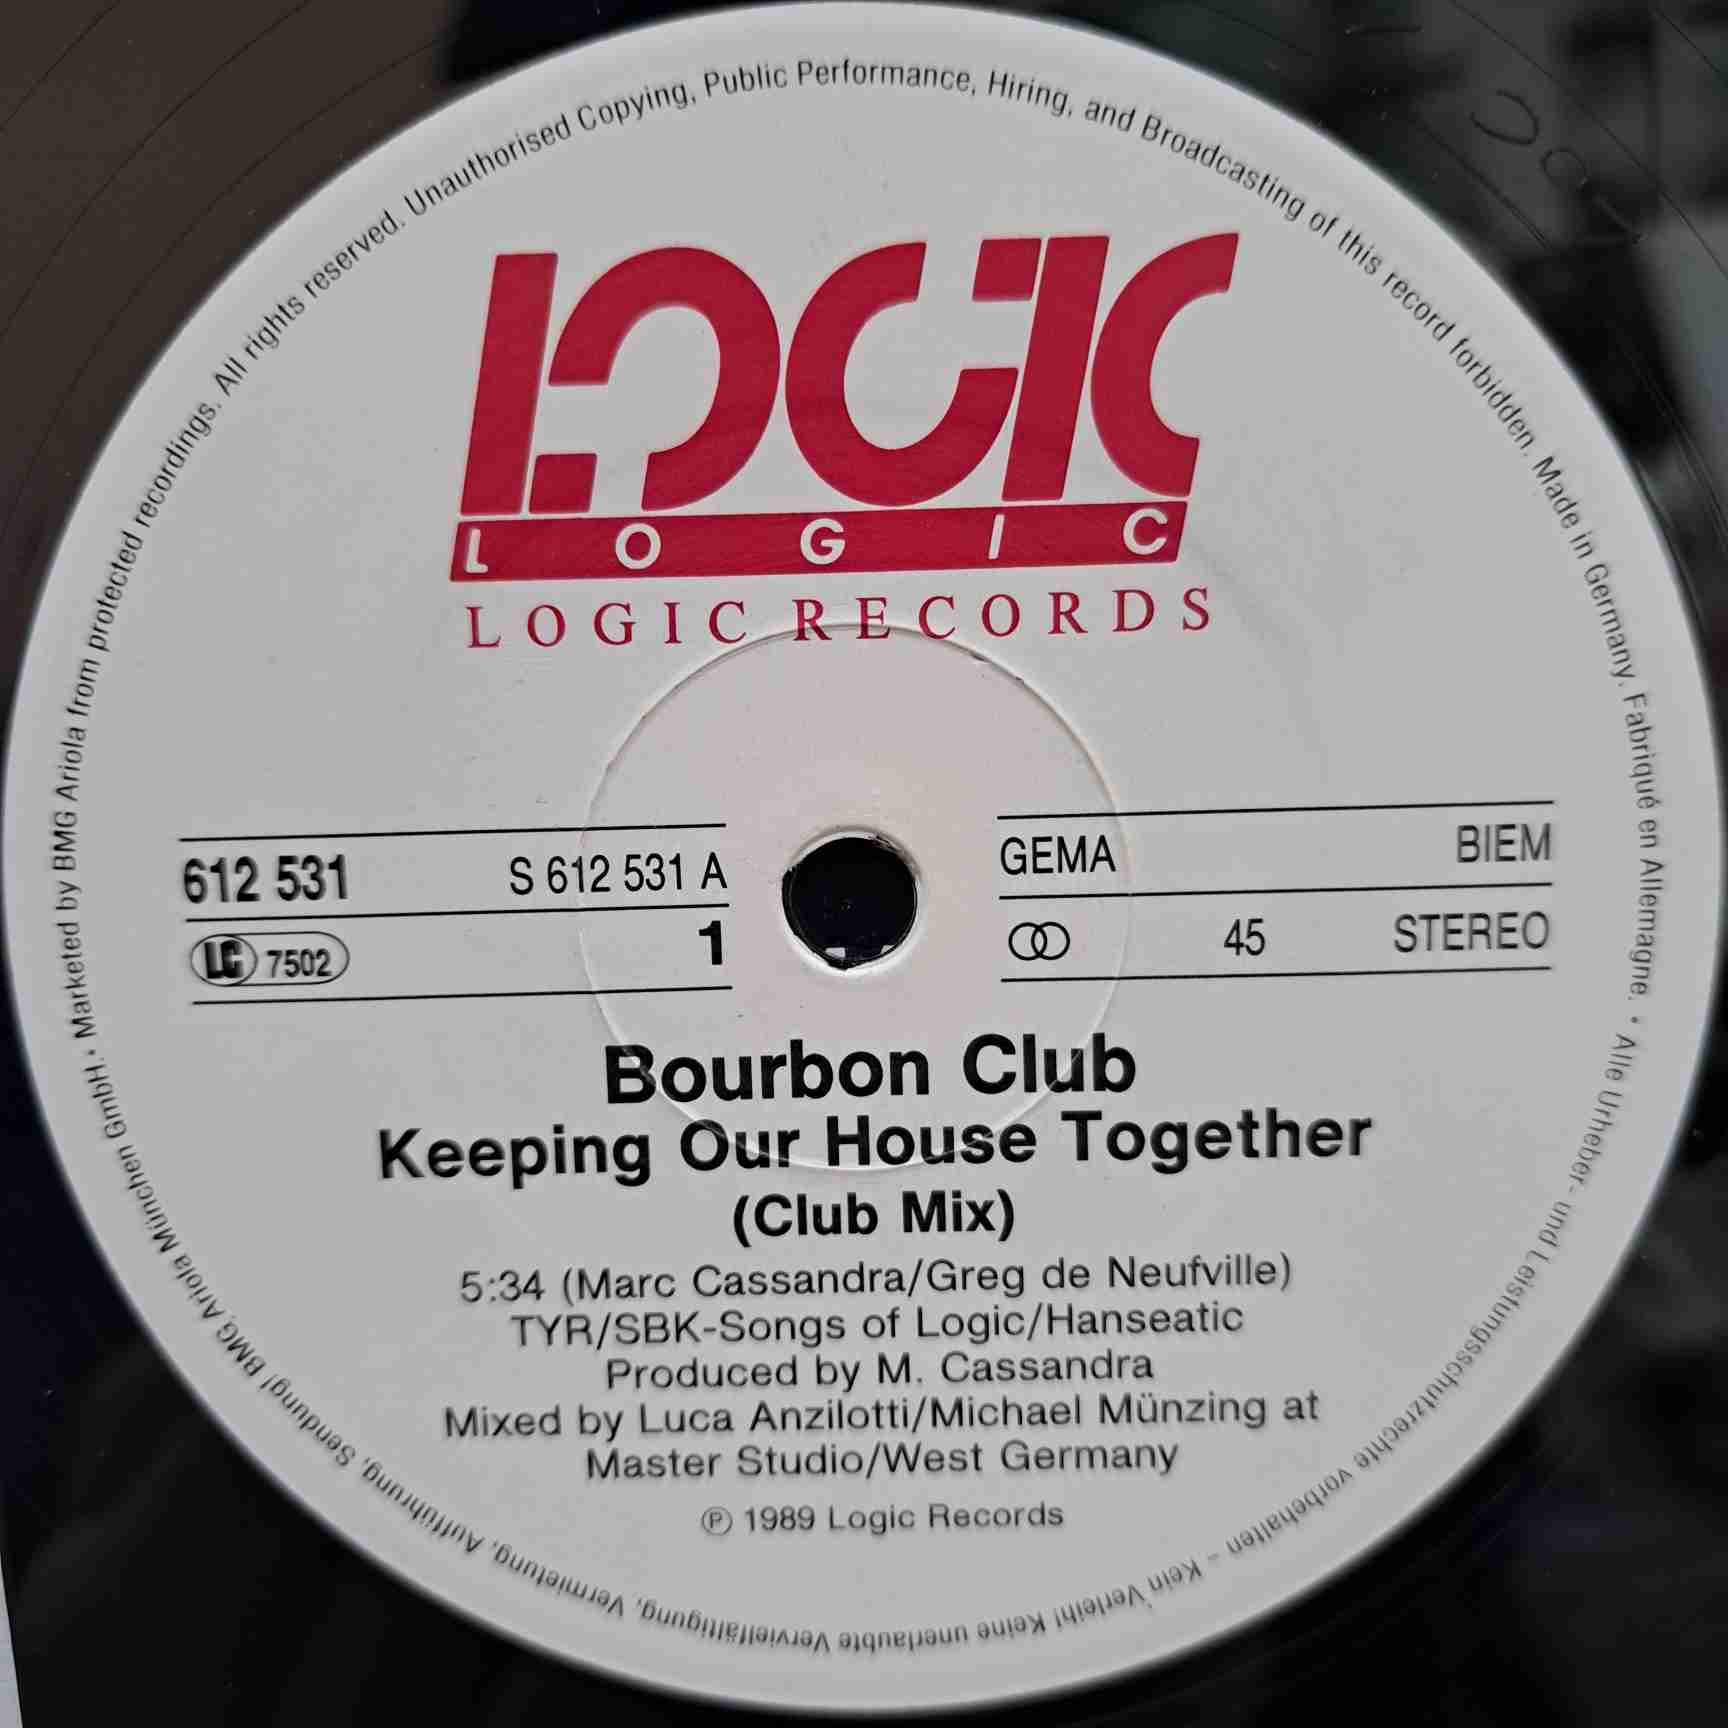 LOGIC
LOGIC
LOGIC RECORDS
612 531 S 612 531 A
LC 7502 1
GEMA BIEM
45 STEREO
Bourbon Club
Keeping Our House Together
(Club Mix)
5:34 (Marc Cassandra/Greg de Neufville)
TYR/SBK-Songs of Logic/Hanseatic
Produced by M. Cassandra
Mixed by Luca Anzilotti/Michael Münzing at
Master Studio/West Germany
℗ 1989 Logic Records
• Marketed by BMG Ariola from protected recordings. All rights reserved. Unauthorised Copying, Public Performance, Hiring, and Broadcasting of this record forbidden. Made in Germany. Fabriqué en Allemagne. • Alle Urheber- und Leistungsschutzrechte vorbehalten – Kein Verleih! Keine unerlaubte Vervielfältigung, Vermietung, Aufführung, Sendung! BMG Ariola München GmbH.